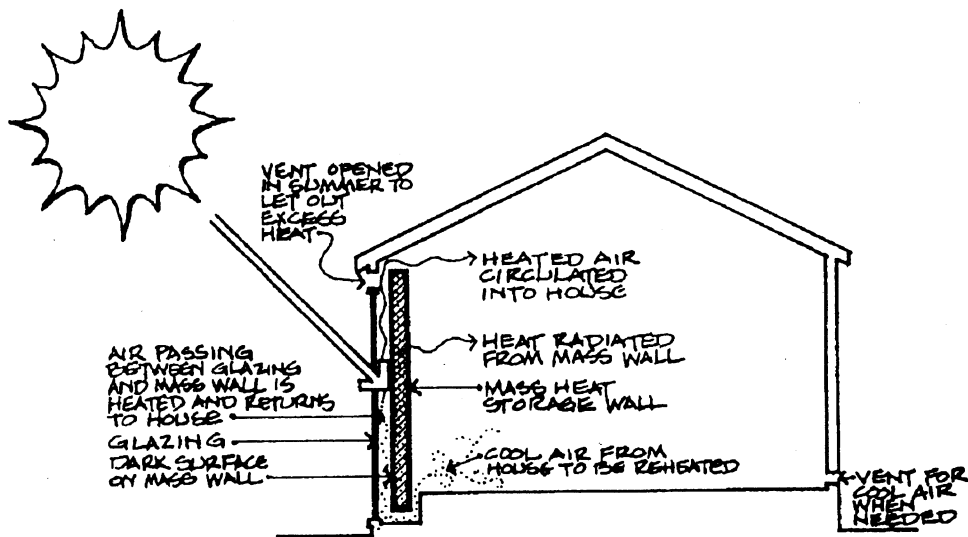 VENT OPENED
IN SUMMER TO
LET OUT
EXCESS
HEAT
HEATED AIR
CIRCULATED
INTO HOUSE
HEAT RADIATED
FROM MASS WALL
AIR PASSING
BETWEEN GLAZING
AND MASS WALL IS
HEATED AND RETURNS
TO HOUSE
MASS HEAT
STORAGE WALL
GLAZING
DARK SURFACE
ON MASS WALL
COOL AIR FROM
HOUSE TO BE REHEATED
VENT FOR
COOL AIR
WHEN
NEEDED